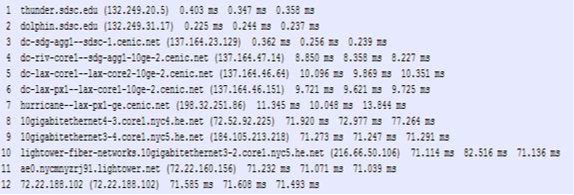 1 thunder.sdsc.edu (132.249.20.5) 0.403 ms 0.347 ms 0.358 ms
2 dolphin.sdsc.edu (132.249.31.17) 0.225 ms 0.244 ms 0.237 ms
3 dc-sdg-agg1--sdsc-1.cenic.net (137.164.23.129) 0.362 ms 0.256 ms 0.239 ms
4 dc-riv-core1--sdg-agg1-10ge-2.cenic.net (137.164.47.14) 8.850 ms 8.358 ms 8.227 ms
5 dc-lax-core1--lax-core2-10ge-2.cenic.net (137.164.46.64) 10.096 ms 9.869 ms 10.351 ms
6 dc-lax-px1--lax-core1-10ge-2.cenic.net (137.164.46.151) 9.721 ms 9.621 ms 9.725 ms
7 hurricane--lax-px1-ge.cenic.net (198.32.251.86) 11.345 ms 10.048 ms 13.844 ms
8 10gigabitethernet4-3.core1.nyc4.he.net (72.52.92.225) 71.920 ms 72.977 ms 77.264 ms
9 10gigabitethernet3-4.core1.nyc5.he.net (184.105.213.218) 71.273 ms 71.247 ms 71.291 ms
10 lightower-fiber-networks.10gigabitethernet3-2.core1.nyc5.he.net (216.66.50.106) 71.114 ms 82.516 ms 71.136 ms
11 ae0.nycmnyzrj91.lightower.net (72.22.160.156) 71.232 ms 71.071 ms 71.039 ms
12 72.22.188.102 (72.22.188.102) 71.585 ms 71.608 ms 71.493 ms